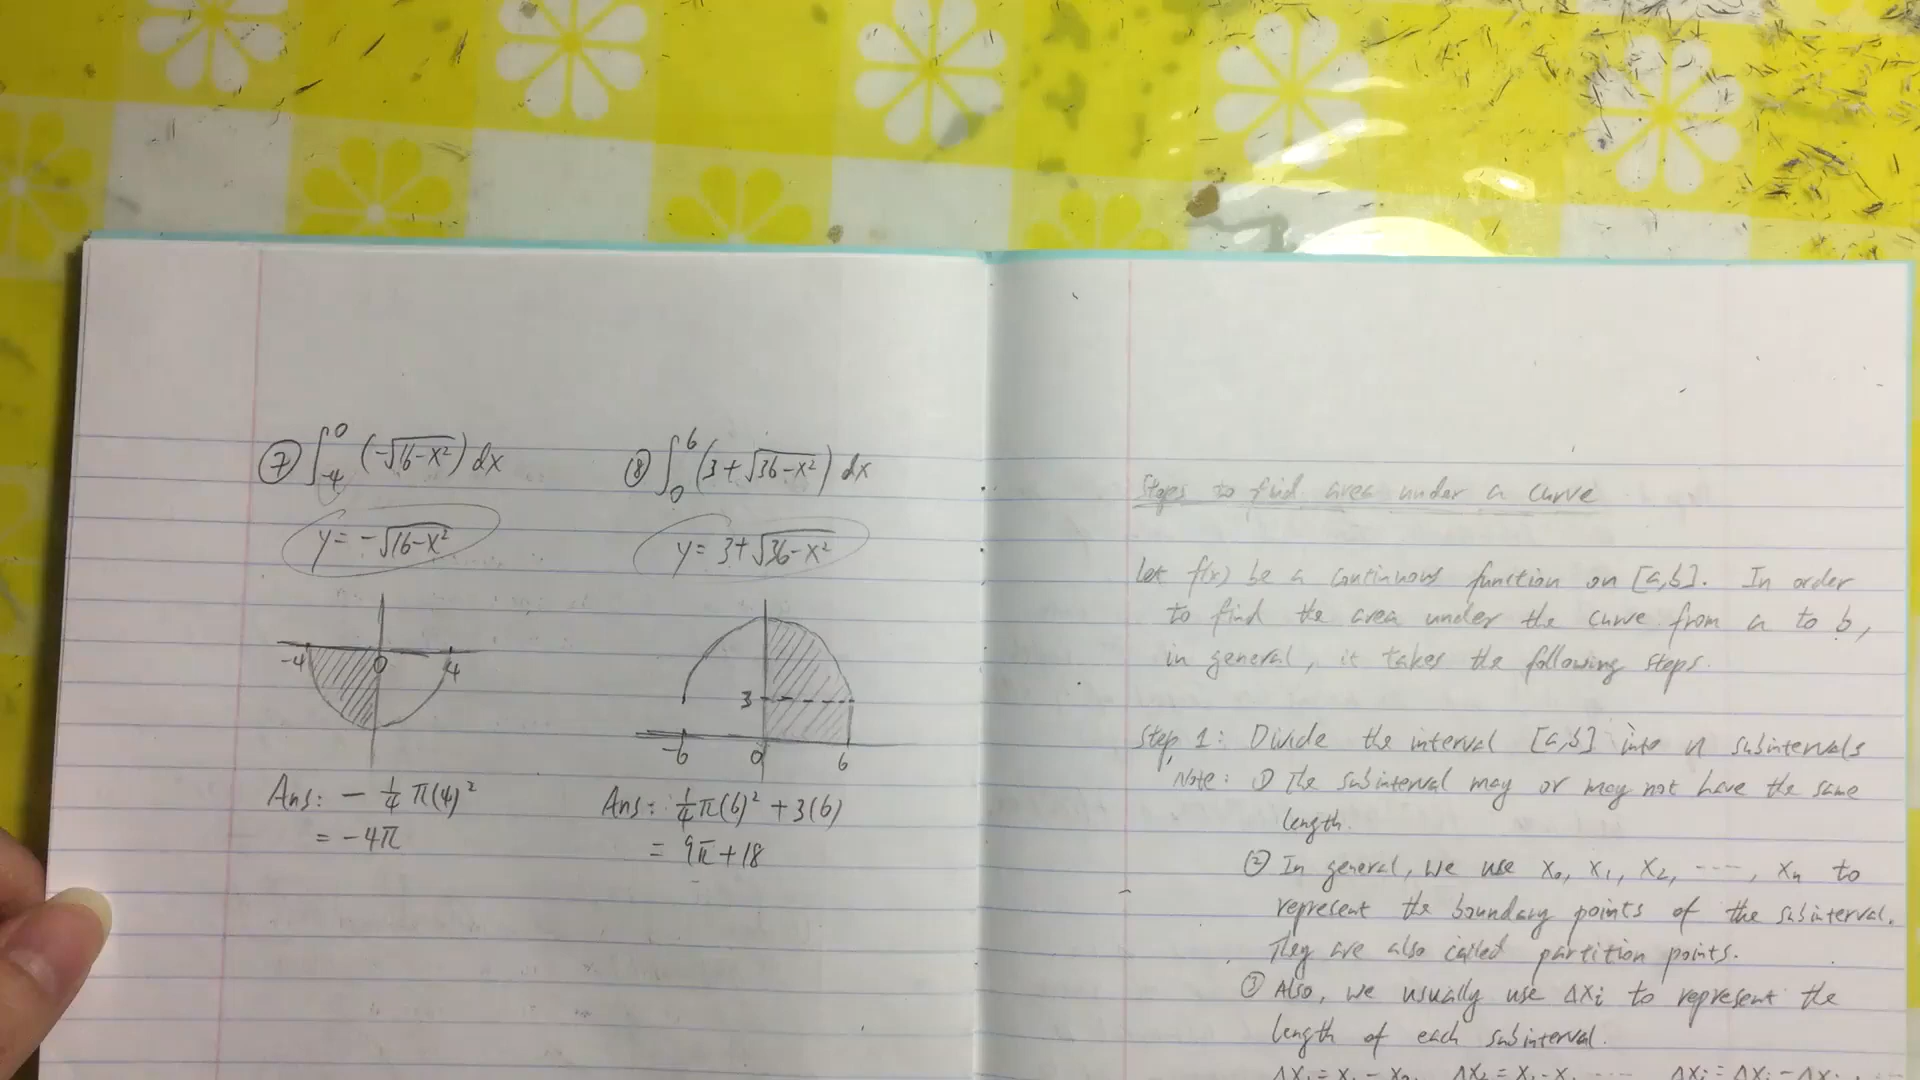 ⑦ ∫₋₄⁰ (-√16-x²) dx
y = -√16-x²
-4 0 4
Ans: - 1/4 π(4)²
= -4π
⑧ ∫₀⁶ (3+√36-x²) dx
y = 3+√36-x²
3
-6 0 6
Ans: 1/4 π(6)² + 3(6)
= 9π+18
Steps to find area under a curve
Let f(x) be a continuous function on [a,b]. In order
to find the area under the curve from a to b,
in general, it takes the following steps.
Step 1: Divide the interval [a,b] into n subintervals
Note: ① The subinterval may or may not have the same
length.
② In general, we use x₀, x₁, x₂, ----, xₙ to
represent the boundary points of the subinterval.
They are also called partition points.
③ Also, we usually use Δxᵢ to represent the
length of each subinterval.